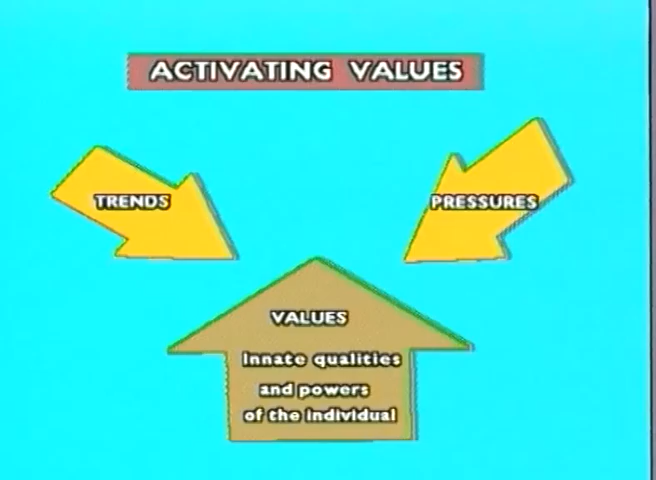 ACTIVATING VALUES
TRENDS
PRESSURES
VALUES
Innate qualities
and powers
of the individual